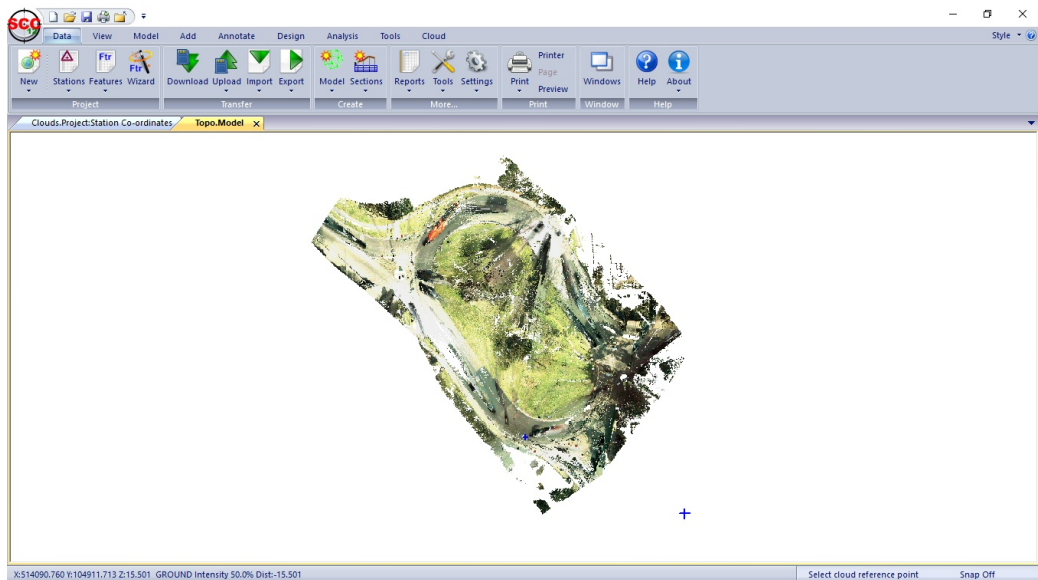 SCC
Data View Model Add Annotate Design Analysis Tools Cloud Style
New Stations Features Wizard Download Upload Import Export Model Sections Reports Tools Settings Print Printer Page Preview Windows Help About
Ftr
Ftr
Project Transfer Create More... Print Window Help
Clouds.Project:Station Co-ordinates Topo.Model
X:514090.760 Y:104911.713 Z:15.501 GROUND Intensity 50.0% Dist:-15.501 Select cloud reference point Snap Off